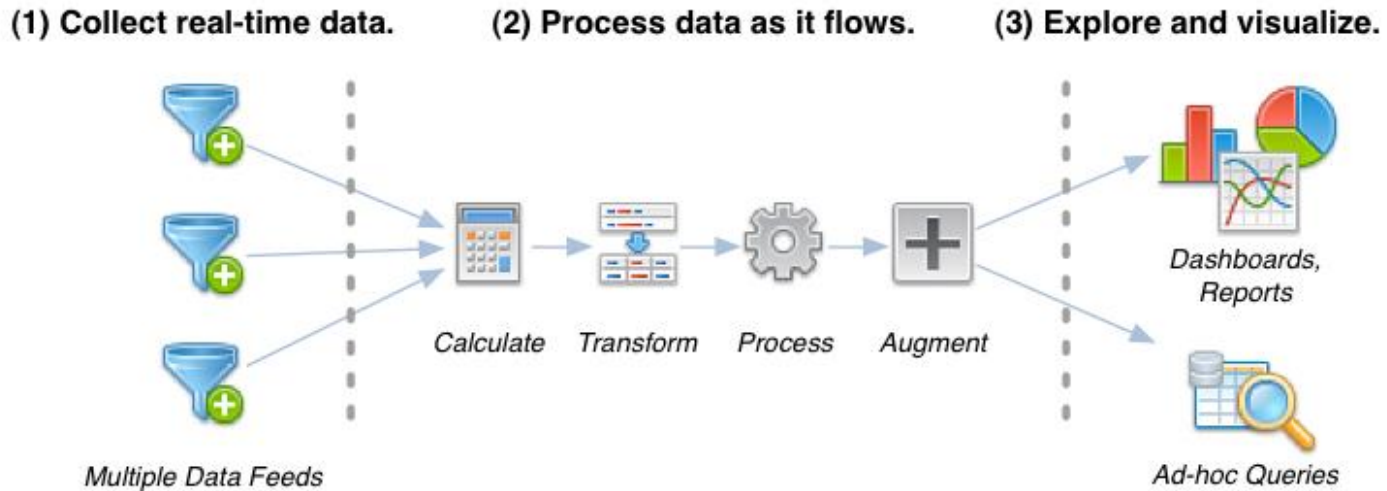 (1) Collect real-time data.
(2) Process data as it flows.
(3) Explore and visualize.
Calculate
Transform
Process
Augment
Dashboards,
Reports
Multiple Data Feeds
Ad-hoc Queries